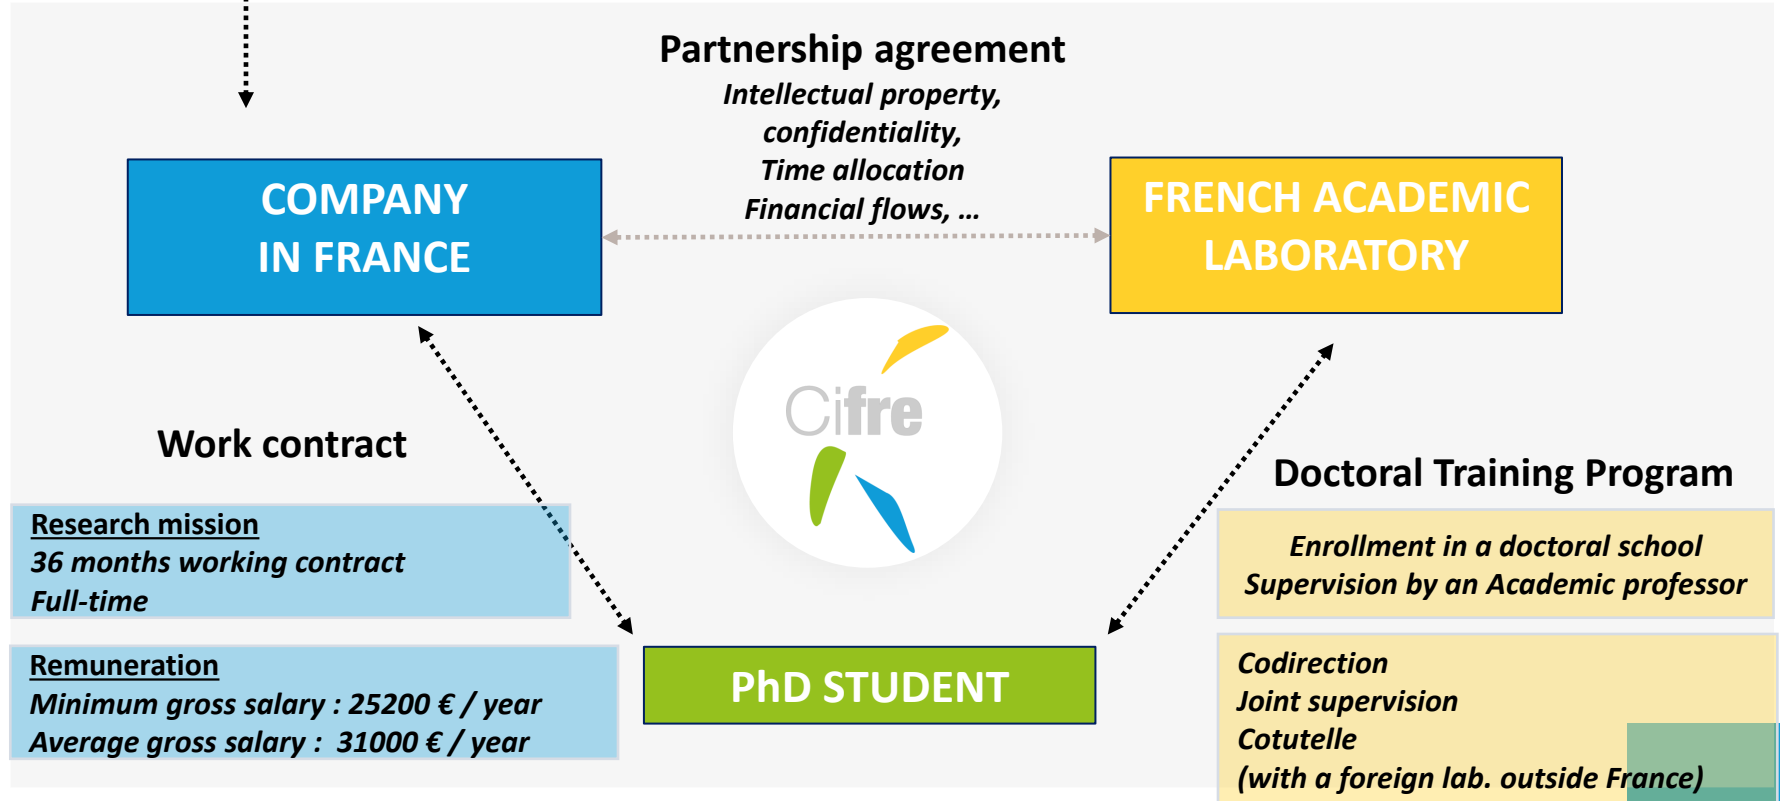 Partnership agreement
Intellectual property,
confidentiality,
Time allocation
Financial flows, ...
COMPANY
IN FRANCE
FRENCH ACADEMIC
LABORATORY
Cifre
Work contract
Research mission
36 months working contract
Full-time
Remuneration
Minimum gross salary : 25200 € / year
Average gross salary :  31000 € / year
PhD STUDENT
Doctoral Training Program
Enrollment in a doctoral school
Supervision by an Academic professor
Codirection
Joint supervision
Cotutelle
(with a foreign lab. outside France)